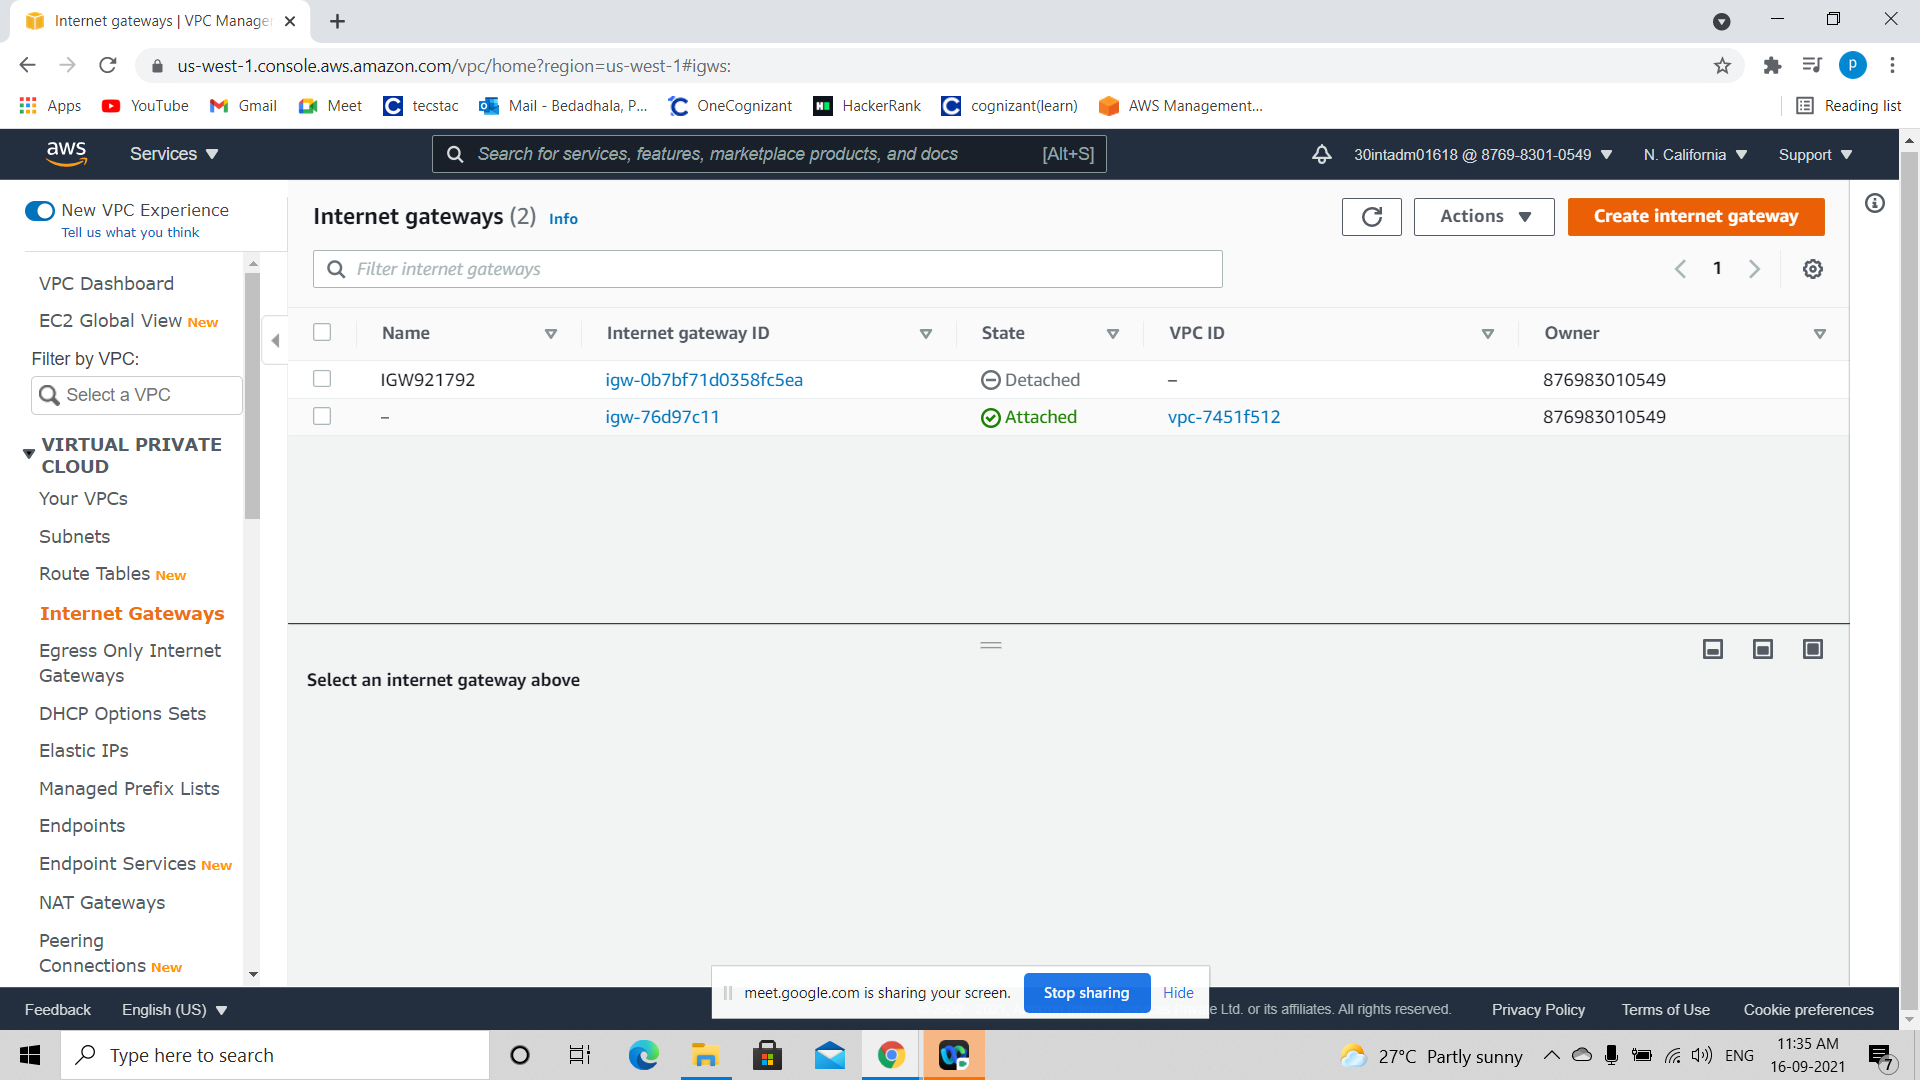 Internet gateways | VPC Manage
us-west-1.console.aws.amazon.com/vpc/home?region=us-west-1#igws:
P
Apps YouTube Gmail Meet tecstac Mail - Bedadhala, P... OneCognizant HackerRank cognizant(learn) AWS Management... Reading list
aws Services Search for services, features, marketplace products, and docs [Alt+S] 30intadm01618 @ 8769-8301-0549 N. California Support
New VPC Experience
Tell us what you think
VPC Dashboard
EC2 Global View New
Filter by VPC:
Select a VPC
VIRTUAL PRIVATE
CLOUD
Your VPCs
Subnets
Route Tables New
Internet Gateways
Egress Only Internet
Gateways
DHCP Options Sets
Elastic IPs
Managed Prefix Lists
Endpoints
Endpoint Services New
NAT Gateways
Peering
Connections New
Internet gateways (2) Info
Actions
Create internet gateway
Filter internet gateways
1
Name Internet gateway ID State VPC ID Owner
IGW921792 igw-0b7bf71d0358fc5ea Detached – 876983010549
– igw-76d97c11 Attached vpc-7451f512 876983010549
Select an internet gateway above
meet.google.com is sharing your screen. Stop sharing Hide
Feedback English (US) e Ltd. or its affiliates. All rights reserved. Privacy Policy Terms of Use Cookie preferences
Type here to search
27°C Partly sunny ENG
11:35 AM
16-09-2021
7